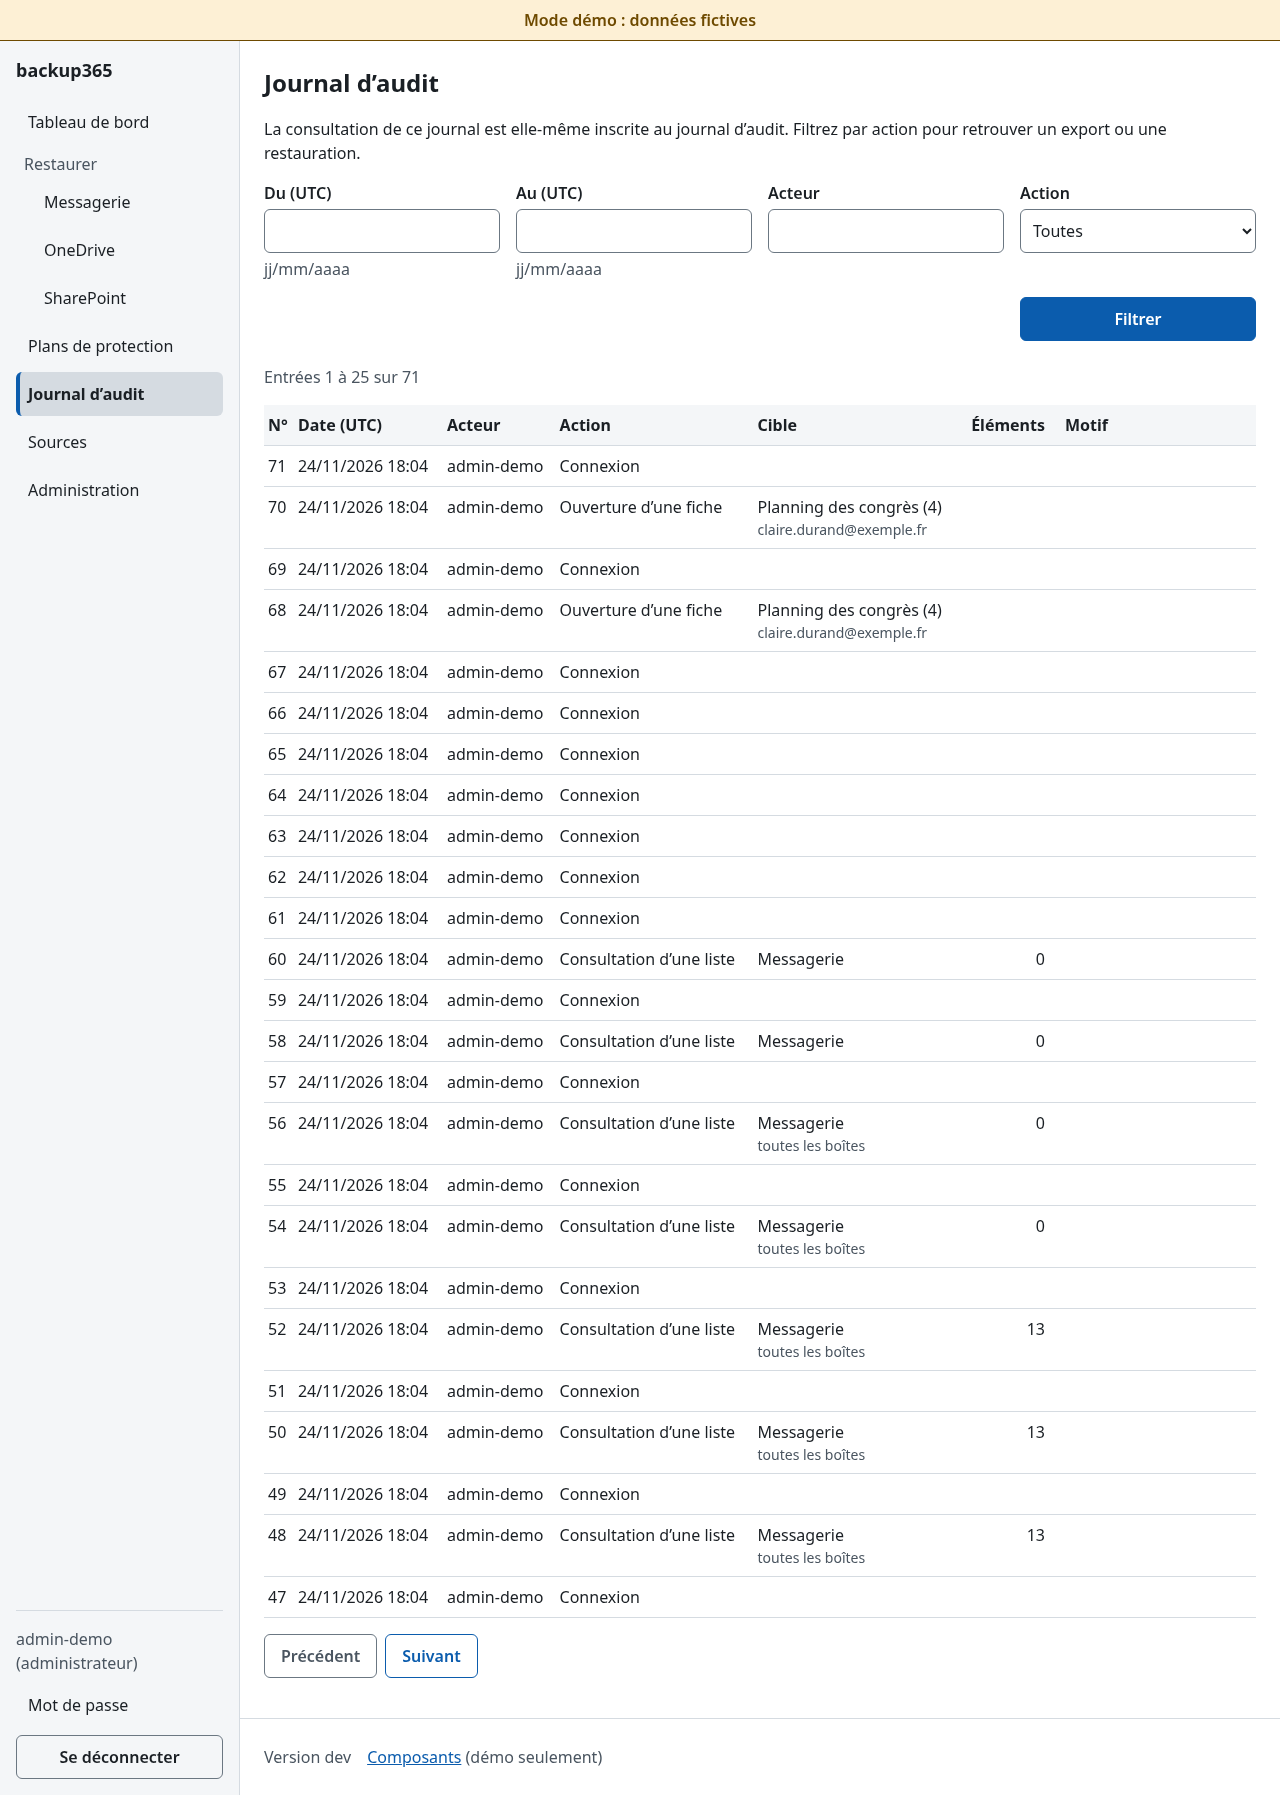 Mode démo : données fictives
backup365
Tableau de bord
Restaurer
Messagerie
OneDrive
SharePoint
Plans de protection
Journal d’audit
Sources
Administration
admin-demo
(administrateur)
Mot de passe
Se déconnecter
Journal d’audit
La consultation de ce journal est elle-même inscrite au journal d’audit. Filtrez par action pour retrouver un export ou une
restauration.
Du (UTC) Au (UTC) Acteur Action
Toutes
jj/mm/aaaa jj/mm/aaaa
Filtrer
Entrées 1 à 25 sur 71
N° Date (UTC) Acteur Action Cible Éléments Motif
71 24/11/2026 18:04 admin-demo Connexion
70 24/11/2026 18:04 admin-demo Ouverture d’une fiche Planning des congrès (4)
claire.durand@exemple.fr
69 24/11/2026 18:04 admin-demo Connexion
68 24/11/2026 18:04 admin-demo Ouverture d’une fiche Planning des congrès (4)
claire.durand@exemple.fr
67 24/11/2026 18:04 admin-demo Connexion
66 24/11/2026 18:04 admin-demo Connexion
65 24/11/2026 18:04 admin-demo Connexion
64 24/11/2026 18:04 admin-demo Connexion
63 24/11/2026 18:04 admin-demo Connexion
62 24/11/2026 18:04 admin-demo Connexion
61 24/11/2026 18:04 admin-demo Connexion
60 24/11/2026 18:04 admin-demo Consultation d’une liste Messagerie 0
59 24/11/2026 18:04 admin-demo Connexion
58 24/11/2026 18:04 admin-demo Consultation d’une liste Messagerie 0
57 24/11/2026 18:04 admin-demo Connexion
56 24/11/2026 18:04 admin-demo Consultation d’une liste Messagerie 0
toutes les boîtes
55 24/11/2026 18:04 admin-demo Connexion
54 24/11/2026 18:04 admin-demo Consultation d’une liste Messagerie 0
toutes les boîtes
53 24/11/2026 18:04 admin-demo Connexion
52 24/11/2026 18:04 admin-demo Consultation d’une liste Messagerie 13
toutes les boîtes
51 24/11/2026 18:04 admin-demo Connexion
50 24/11/2026 18:04 admin-demo Consultation d’une liste Messagerie 13
toutes les boîtes
49 24/11/2026 18:04 admin-demo Connexion
48 24/11/2026 18:04 admin-demo Consultation d’une liste Messagerie 13
toutes les boîtes
47 24/11/2026 18:04 admin-demo Connexion
Précédent Suivant
Version dev Composants (démo seulement)